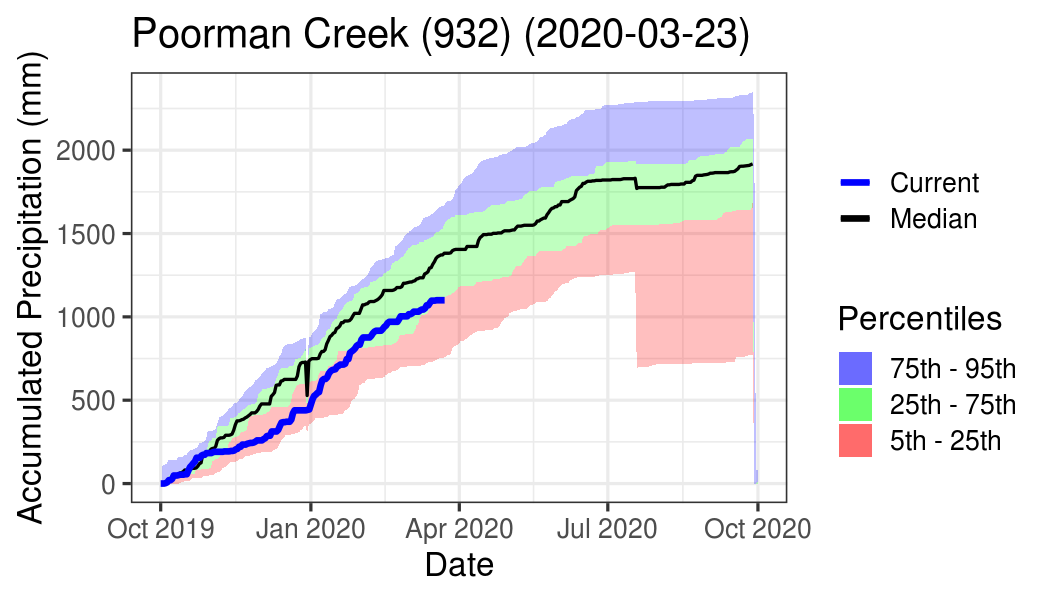 Poorman Creek (932) (2020-03-23)
Accumulated Precipitation (mm)
2000
1500
1000
500
0
Oct 2019
Jan 2020
Apr 2020
Jul 2020
Oct 2020
Date
Current
Median
Percentiles
75th - 95th
25th - 75th
5th - 25th